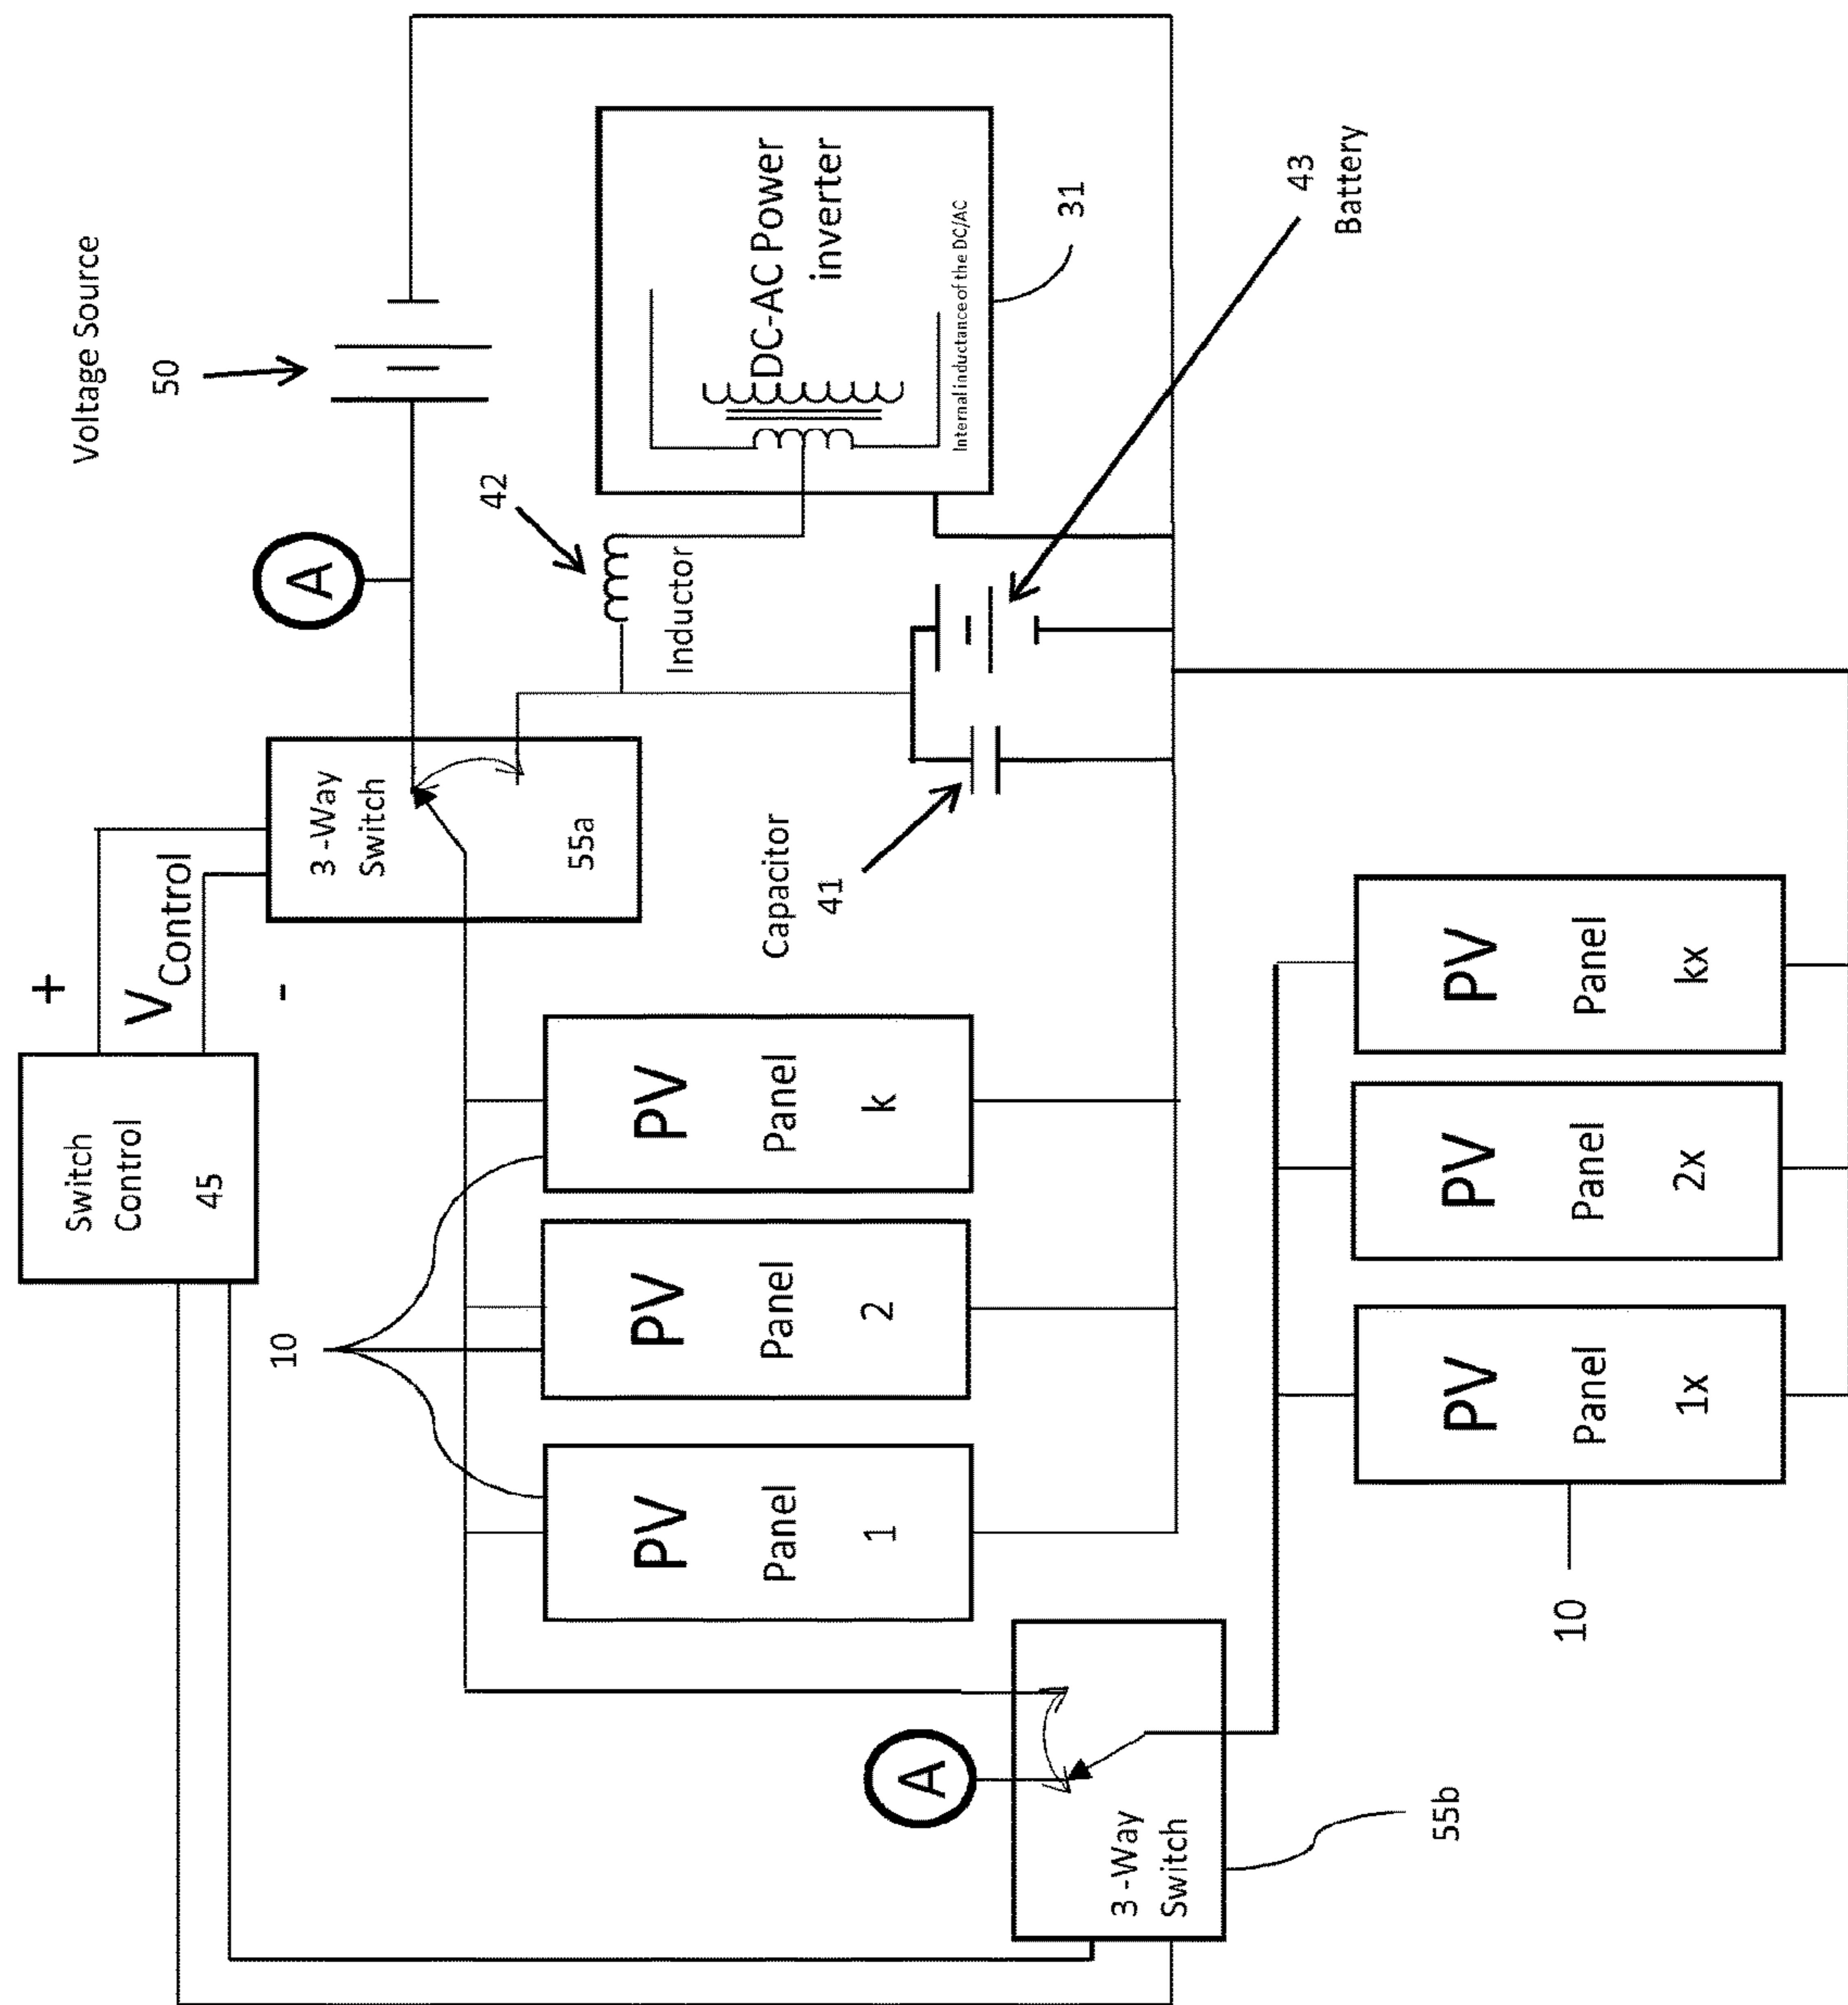 Switch
Control
45
+
V Control
-
3-Way
Switch
55a
A
Voltage Source
50
10
PV
Panel
1
PV
Panel
2
PV
Panel
k
Capacitor
41
Inductor
42
DC-AC Power
inverter
Internal inductance of the DC/AC
31
43
Battery
A
3-Way
Switch
55b
10
PV
Panel
1x
PV
Panel
2x
PV
Panel
kx